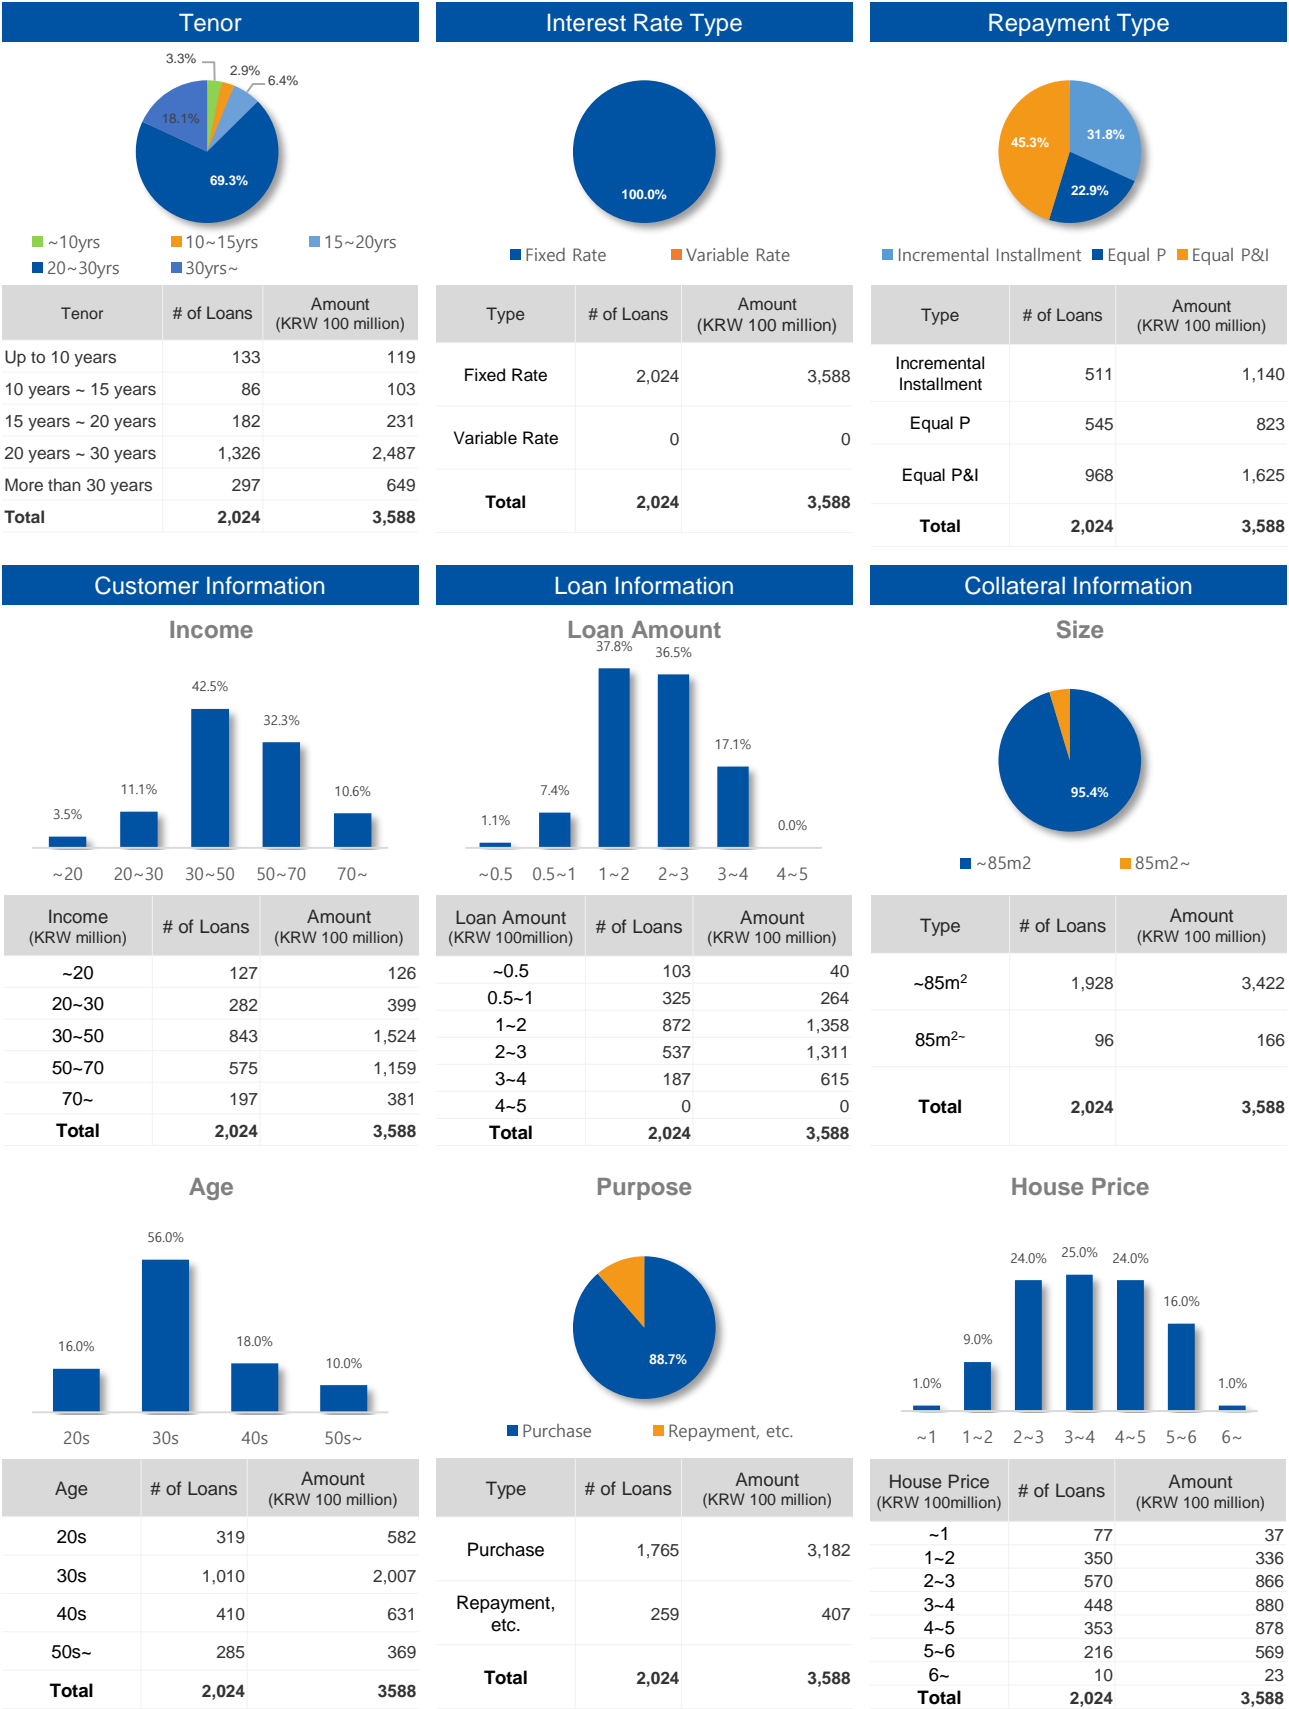 Tenor
3.3%
2.9%
6.4%
18.1%
69.3%
~10yrs 10~15yrs 15~20yrs
20~30yrs 30yrs~
Tenor # of Loans Amount (KRW 100 million)
Up to 10 years 133 119
10 years ~ 15 years 86 103
15 years ~ 20 years 182 231
20 years ~ 30 years 1,326 2,487
More than 30 years 297 649
Total 2,024 3,588
Interest Rate Type
100.0%
Fixed Rate Variable Rate
Type # of Loans Amount (KRW 100 million)
Fixed Rate 2,024 3,588
Variable Rate 0 0
Total 2,024 3,588
Repayment Type
45.3%
31.8%
22.9%
Incremental Installment Equal P Equal P&I
Type # of Loans Amount (KRW 100 million)
Incremental Installment 511 1,140
Equal P 545 823
Equal P&I 968 1,625
Total 2,024 3,588
Customer Information
Income
3.5% 11.1% 42.5% 32.3% 10.6%
~20 20~30 30~50 50~70 70~
Income (KRW million) # of Loans Amount (KRW 100 million)
~20 127 126
20~30 282 399
30~50 843 1,524
50~70 575 1,159
70~ 197 381
Total 2,024 3,588
Loan Information
Loan Amount
1.1% 7.4% 37.8% 36.5% 17.1% 0.0%
~0.5 0.5~1 1~2 2~3 3~4 4~5
Loan Amount (KRW 100million) # of Loans Amount (KRW 100 million)
~0.5 103 40
0.5~1 325 264
1~2 872 1,358
2~3 537 1,311
3~4 187 615
4~5 0 0
Total 2,024 3,588
Collateral Information
Size
95.4%
~85m2 85m2~
Type # of Loans Amount (KRW 100 million)
~85m² 1,928 3,422
85m²~ 96 166
Total 2,024 3,588
Age
16.0% 56.0% 18.0% 10.0%
20s 30s 40s 50s~
Age # of Loans Amount (KRW 100 million)
20s 319 582
30s 1,010 2,007
40s 410 631
50s~ 285 369
Total 2,024 3588
Purpose
88.7%
Purchase Repayment, etc.
Type # of Loans Amount (KRW 100 million)
Purchase 1,765 3,182
Repayment, etc. 259 407
Total 2,024 3,588
House Price
1.0% 9.0% 24.0% 25.0% 24.0% 16.0% 1.0%
~1 1~2 2~3 3~4 4~5 5~6 6~
House Price (KRW 100million) # of Loans Amount (KRW 100 million)
~1 77 37
1~2 350 336
2~3 570 866
3~4 448 880
4~5 353 878
5~6 216 569
6~ 10 23
Total 2,024 3,588